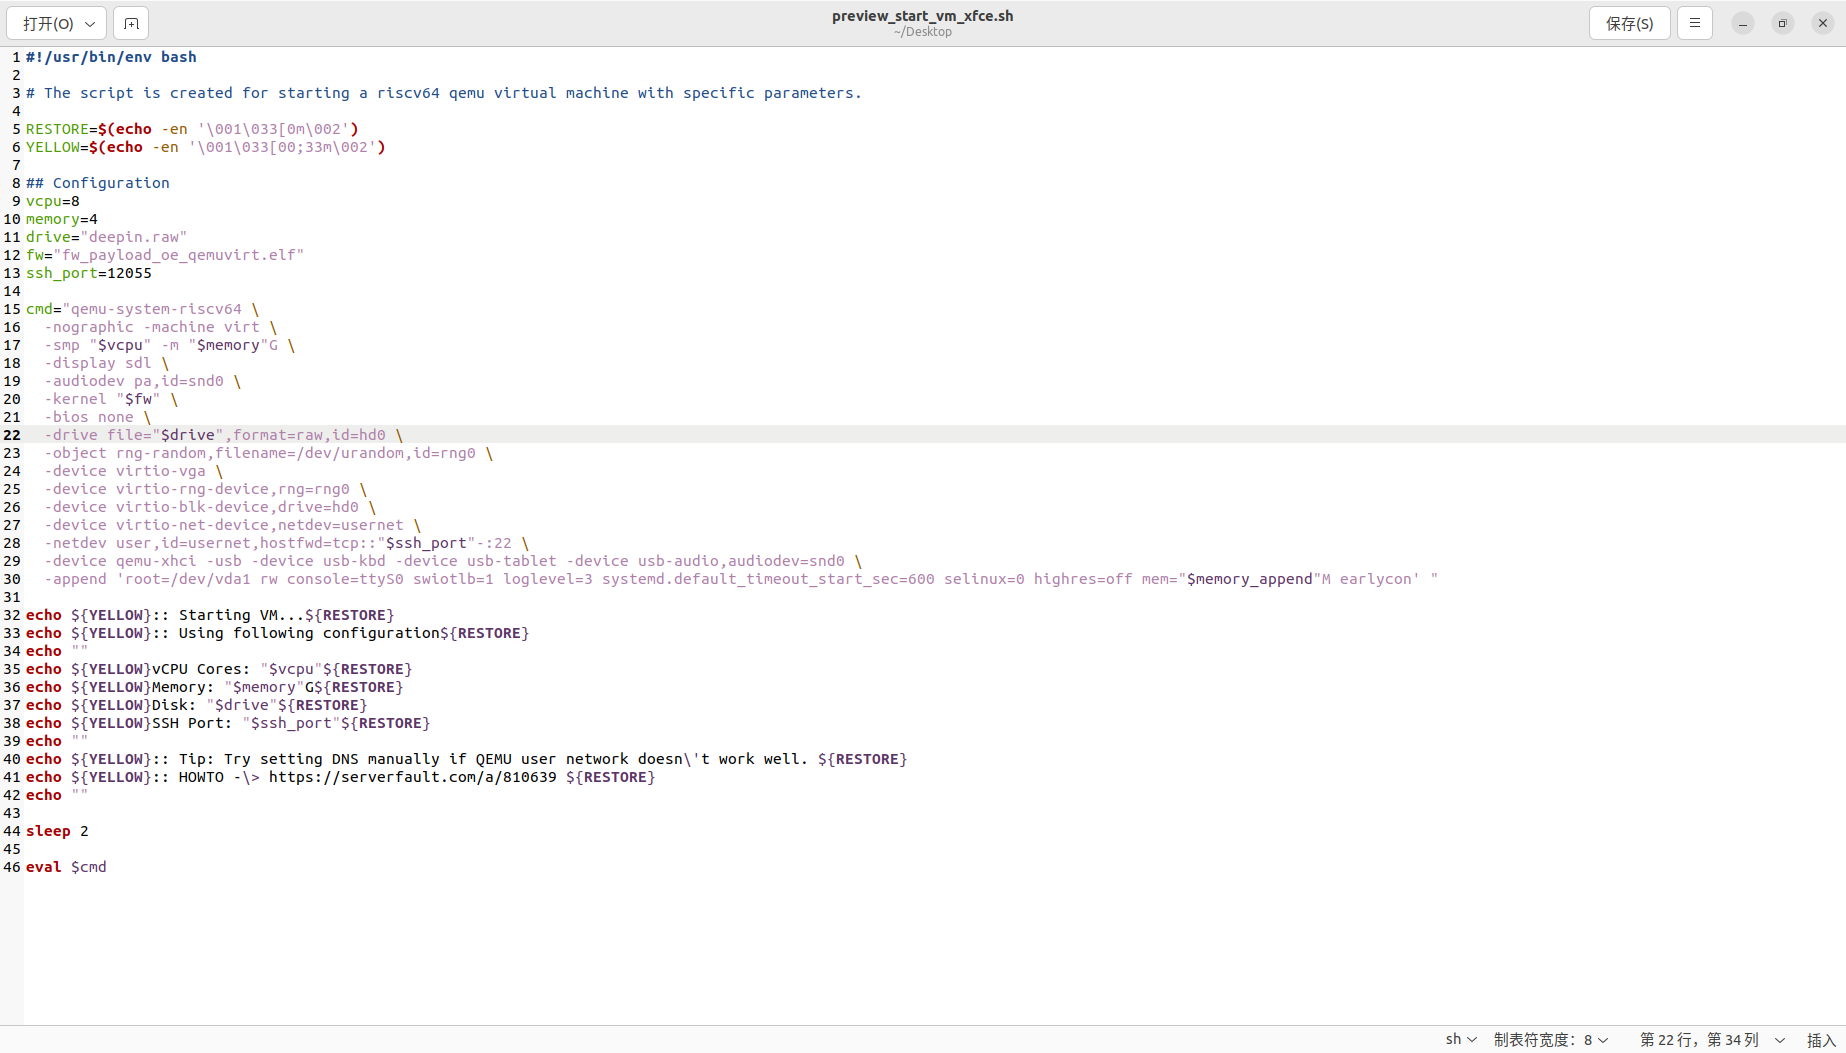 打开(O)
preview_start_vm_xfce.sh
~/Desktop
保存(S)
1 #!/usr/bin/env bash
2
3 # The script is created for starting a riscv64 qemu virtual machine with specific parameters.
4
5 RESTORE=$(echo -en '\001\033[0m\002')
6 YELLOW=$(echo -en '\001\033[00;33m\002')
7
8 ## Configuration
9 vcpu=8
10 memory=4
11 drive="deepin.raw"
12 fw="fw_payload_oe_qemuvirt.elf"
13 ssh_port=12055
14
15 cmd="qemu-system-riscv64 \
16   -nographic -machine virt \
17   -smp "$vcpu" -m "$memory"G \
18   -display sdl \
19   -audiodev pa,id=snd0 \
20   -kernel "$fw" \
21   -bios none \
22   -drive file="$drive",format=raw,id=hd0 \
23   -object rng-random,filename=/dev/urandom,id=rng0 \
24   -device virtio-vga \
25   -device virtio-rng-device,rng=rng0 \
26   -device virtio-blk-device,drive=hd0 \
27   -device virtio-net-device,netdev=usernet \
28   -netdev user,id=usernet,hostfwd=tcp::"$ssh_port"-:22 \
29   -device qemu-xhci -usb -device usb-kbd -device usb-tablet -device usb-audio,audiodev=snd0 \
30   -append 'root=/dev/vda1 rw console=ttyS0 swiotlb=1 loglevel=3 systemd.default_timeout_start_sec=600 selinux=0 highres=off mem="$memory_append"M earlycon' "
31
32 echo ${YELLOW}:: Starting VM...${RESTORE}
33 echo ${YELLOW}:: Using following configuration${RESTORE}
34 echo ""
35 echo ${YELLOW}vCPU Cores: "$vcpu"${RESTORE}
36 echo ${YELLOW}Memory: "$memory"G${RESTORE}
37 echo ${YELLOW}Disk: "$drive"${RESTORE}
38 echo ${YELLOW}SSH Port: "$ssh_port"${RESTORE}
39 echo ""
40 echo ${YELLOW}:: Tip: Try setting DNS manually if QEMU user network doesn\'t work well. ${RESTORE}
41 echo ${YELLOW}:: HOWTO -\> https://serverfault.com/a/810639 ${RESTORE}
42 echo ""
43
44 sleep 2
45
46 eval $cmd
sh 制表符宽度：8 第 22 行，第 34 列 插入